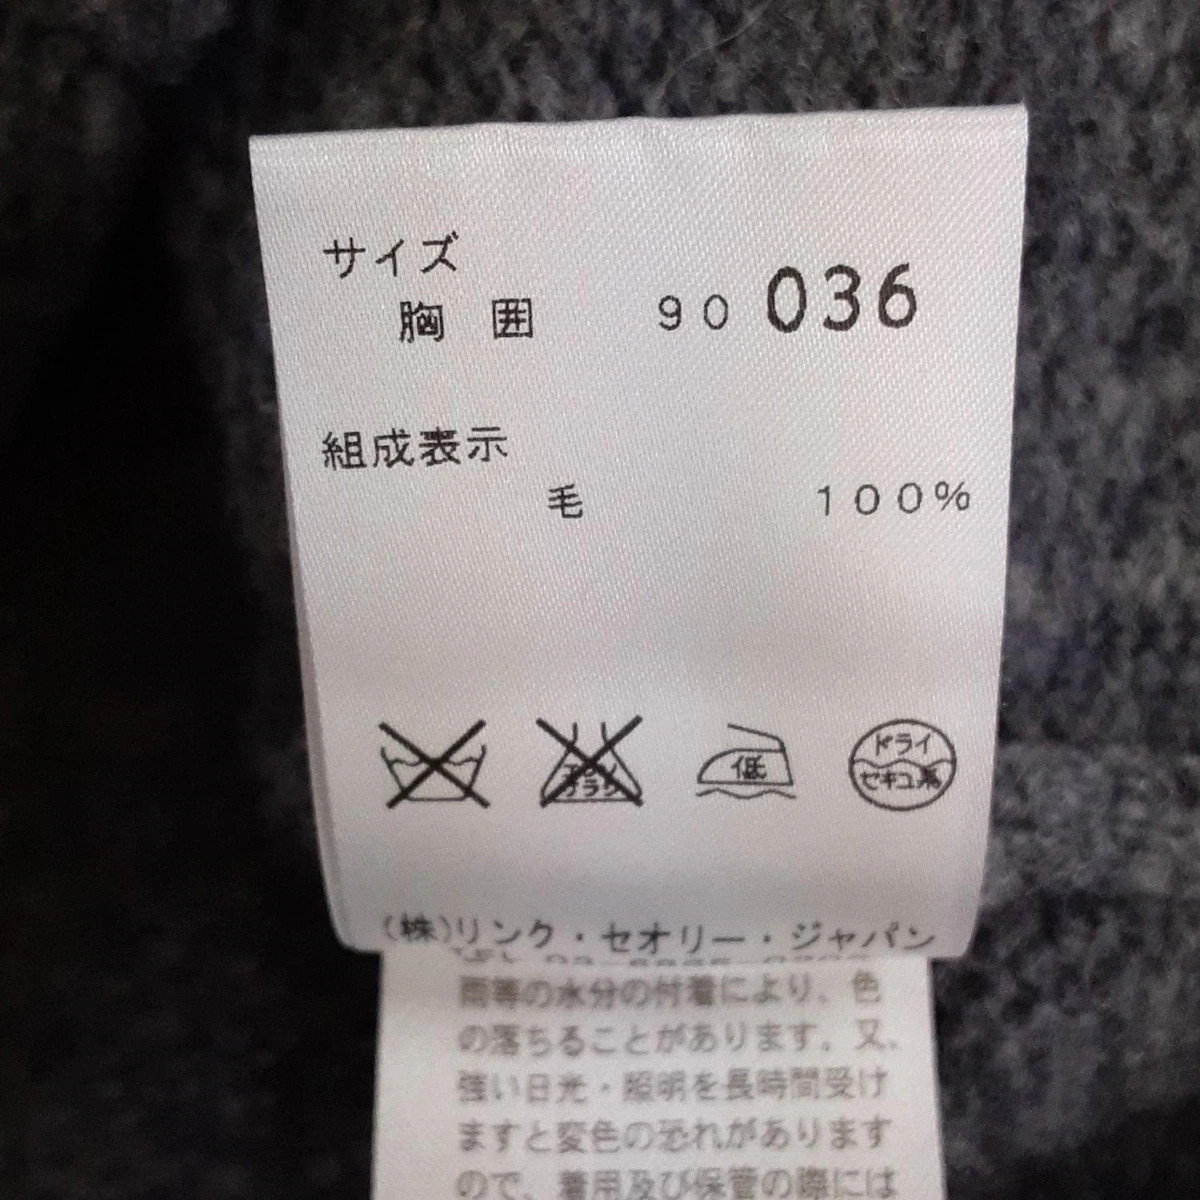 サイズ
胸囲 90 036
組成表示
毛 100%
低
ドライ
セキユ系
(株)リンク・セオリー・ジャパン
雨等の水分の付着により、色
の落ちることがあります。又、
強い日光・照明を長時間受け
ますと変色の恐れがあります
ので、着用及び保管の際には